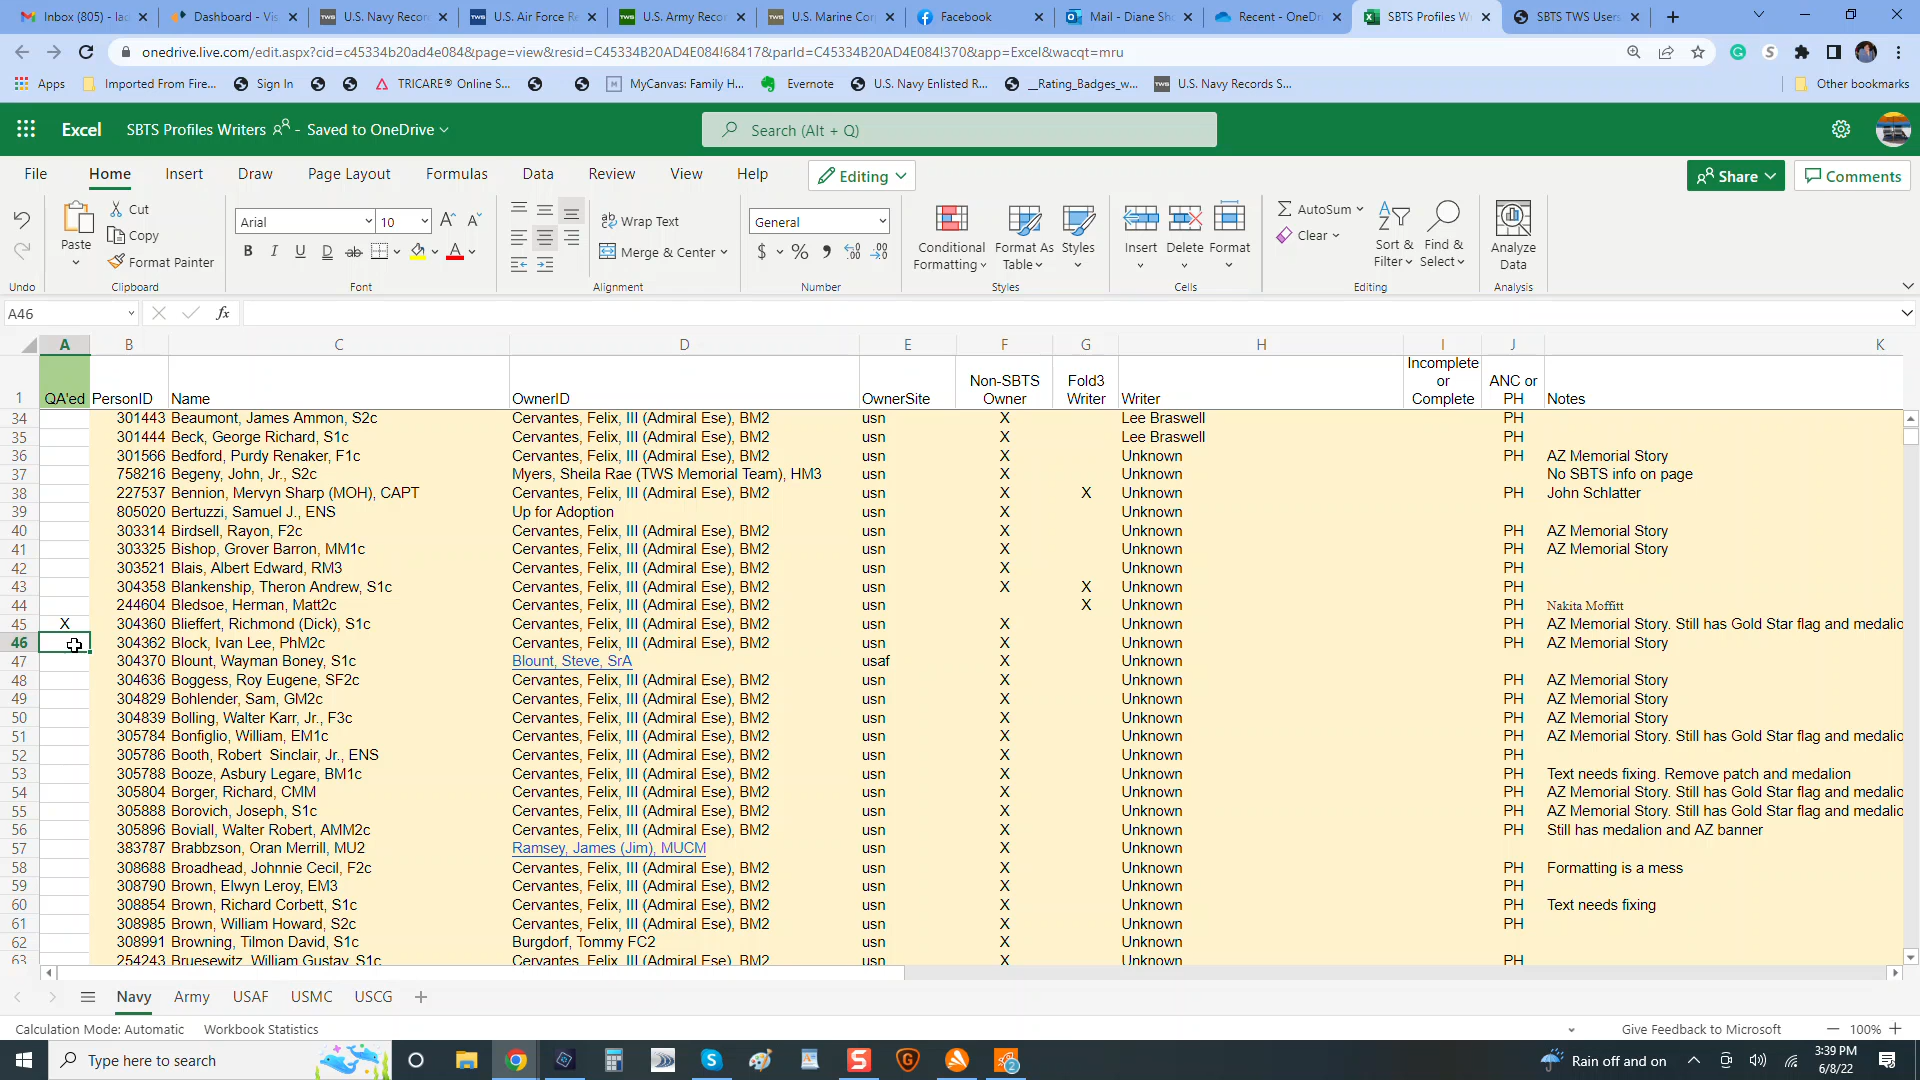 Inbox (805) - lad
Dashboard - Vis
U.S. Navy Recor
U.S. Air Force Re
U.S. Army Recor
U.S. Marine Cor
Facebook
Mail - Diane Sho
Recent - OneDr
SBTS Profiles W
SBTS TWS Users
onedrive.live.com/edit.aspx?cid=c45334b20ad4e084&page=view&resid=C45334B20AD4E084!68417&parId=C45334B20AD4E084!370&app=Excel&wacqt=mru
Apps Imported From Fire... Sign In TRICARE® Online S... MyCanvas: Family H... Evernote U.S. Navy Enlisted R... __Rating_Badges_w... U.S. Navy Records S... Other bookmarks
Excel SBTS Profiles Writers - Saved to OneDrive Search (Alt + Q)
File Home Insert Draw Page Layout Formulas Data Review View Help Editing Share Comments
Paste Cut Copy Format Painter
Arial 10
Wrap Text
Merge & Center
General
Conditional Formatting Format As Table Styles
Insert Delete Format
AutoSum Clear Sort & Filter Find & Select
Analyze Data
Undo Clipboard Font Alignment Number Styles Cells Editing Analysis
A46 fx
A B C D E F G H I J K
1 QA'ed PersonID Name OwnerID OwnerSite Non-SBTS Owner Fold3 Writer Writer Incomplete or Complete ANC or PH Notes
34 301443 Beaumont, James Ammon, S2c Cervantes, Felix, III (Admiral Ese), BM2 usn X Lee Braswell PH
35 301444 Beck, George Richard, S1c Cervantes, Felix, III (Admiral Ese), BM2 usn X Lee Braswell PH
36 301566 Bedford, Purdy Renaker, F1c Cervantes, Felix, III (Admiral Ese), BM2 usn X Unknown PH AZ Memorial Story
37 758216 Begeny, John, Jr., S2c Myers, Sheila Rae (TWS Memorial Team), HM3 usn X Unknown No SBTS info on page
38 227537 Bennion, Mervyn Sharp (MOH), CAPT Cervantes, Felix, III (Admiral Ese), BM2 usn X X Unknown PH John Schlatter
39 805020 Bertuzzi, Samuel J., ENS Up for Adoption usn X Unknown
40 303314 Birdsell, Rayon, F2c Cervantes, Felix, III (Admiral Ese), BM2 usn X Unknown PH AZ Memorial Story
41 303325 Bishop, Grover Barron, MM1c Cervantes, Felix, III (Admiral Ese), BM2 usn X Unknown PH AZ Memorial Story
42 303521 Blais, Albert Edward, RM3 Cervantes, Felix, III (Admiral Ese), BM2 usn X Unknown PH
43 304358 Blankenship, Theron Andrew, S1c Cervantes, Felix, III (Admiral Ese), BM2 usn X X Unknown PH
44 244604 Bledsoe, Herman, Matt2c Cervantes, Felix, III (Admiral Ese), BM2 usn X Unknown PH Nakita Moffitt
45 X 304360 Blieffert, Richmond (Dick), S1c Cervantes, Felix, III (Admiral Ese), BM2 usn X Unknown PH AZ Memorial Story. Still has Gold Star flag and medalio
46 304362 Block, Ivan Lee, PhM2c Cervantes, Felix, III (Admiral Ese), BM2 usn X Unknown PH AZ Memorial Story
47 304370 Blount, Wayman Boney, S1c Blount, Steve, SrA usaf X Unknown
48 304636 Boggess, Roy Eugene, SF2c Cervantes, Felix, III (Admiral Ese), BM2 usn X Unknown PH AZ Memorial Story
49 304829 Bohlender, Sam, GM2c Cervantes, Felix, III (Admiral Ese), BM2 usn X Unknown PH AZ Memorial Story
50 304839 Bolling, Walter Karr, Jr., F3c Cervantes, Felix, III (Admiral Ese), BM2 usn X Unknown PH AZ Memorial Story
51 305784 Bonfiglio, William, EM1c Cervantes, Felix, III (Admiral Ese), BM2 usn X Unknown PH AZ Memorial Story. Still has Gold Star flag and medalio
52 305786 Booth, Robert Sinclair, Jr., ENS Cervantes, Felix, III (Admiral Ese), BM2 usn X Unknown PH
53 305788 Booze, Asbury Legare, BM1c Cervantes, Felix, III (Admiral Ese), BM2 usn X Unknown PH Text needs fixing. Remove patch and medalion
54 305804 Borger, Richard, CMM Cervantes, Felix, III (Admiral Ese), BM2 usn X Unknown PH AZ Memorial Story. Still has Gold Star flag and medalio
55 305888 Borovich, Joseph, S1c Cervantes, Felix, III (Admiral Ese), BM2 usn X Unknown PH AZ Memorial Story. Still has Gold Star flag and medalio
56 305896 Boviall, Walter Robert, AMM2c Cervantes, Felix, III (Admiral Ese), BM2 usn X Unknown PH Still has medalion and AZ banner
57 383787 Brabbzson, Oran Merrill, MU2 Ramsey, James (Jim), MUCM usn X Unknown
58 308688 Broadhead, Johnnie Cecil, F2c Cervantes, Felix, III (Admiral Ese), BM2 usn X Unknown PH Formatting is a mess
59 308790 Brown, Elwyn Leroy, EM3 Cervantes, Felix, III (Admiral Ese), BM2 usn X Unknown PH
60 308854 Brown, Richard Corbett, S1c Cervantes, Felix, III (Admiral Ese), BM2 usn X Unknown PH Text needs fixing
61 308985 Brown, William Howard, S2c Cervantes, Felix, III (Admiral Ese), BM2 usn X Unknown PH
62 308991 Browning, Tilmon David, S1c Burgdorf, Tommy FC2 usn X Unknown
63 254243 Bruesewitz, William Gustav, S1c Cervantes, Felix, III (Admiral Ese), BM2 usn X Unknown PH
Navy Army USAF USMC USCG
Calculation Mode: Automatic Workbook Statistics Give Feedback to Microsoft 100%
Type here to search Rain off and on 3:39 PM
6/8/22